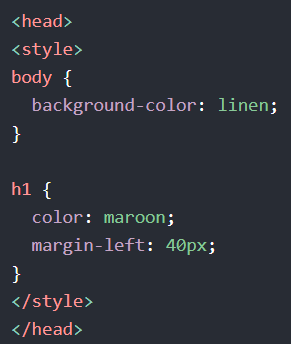 <head>
<style>
body {
  background-color: linen;
}

h1 {
  color: maroon;
  margin-left: 40px;
}
</style>
</head>